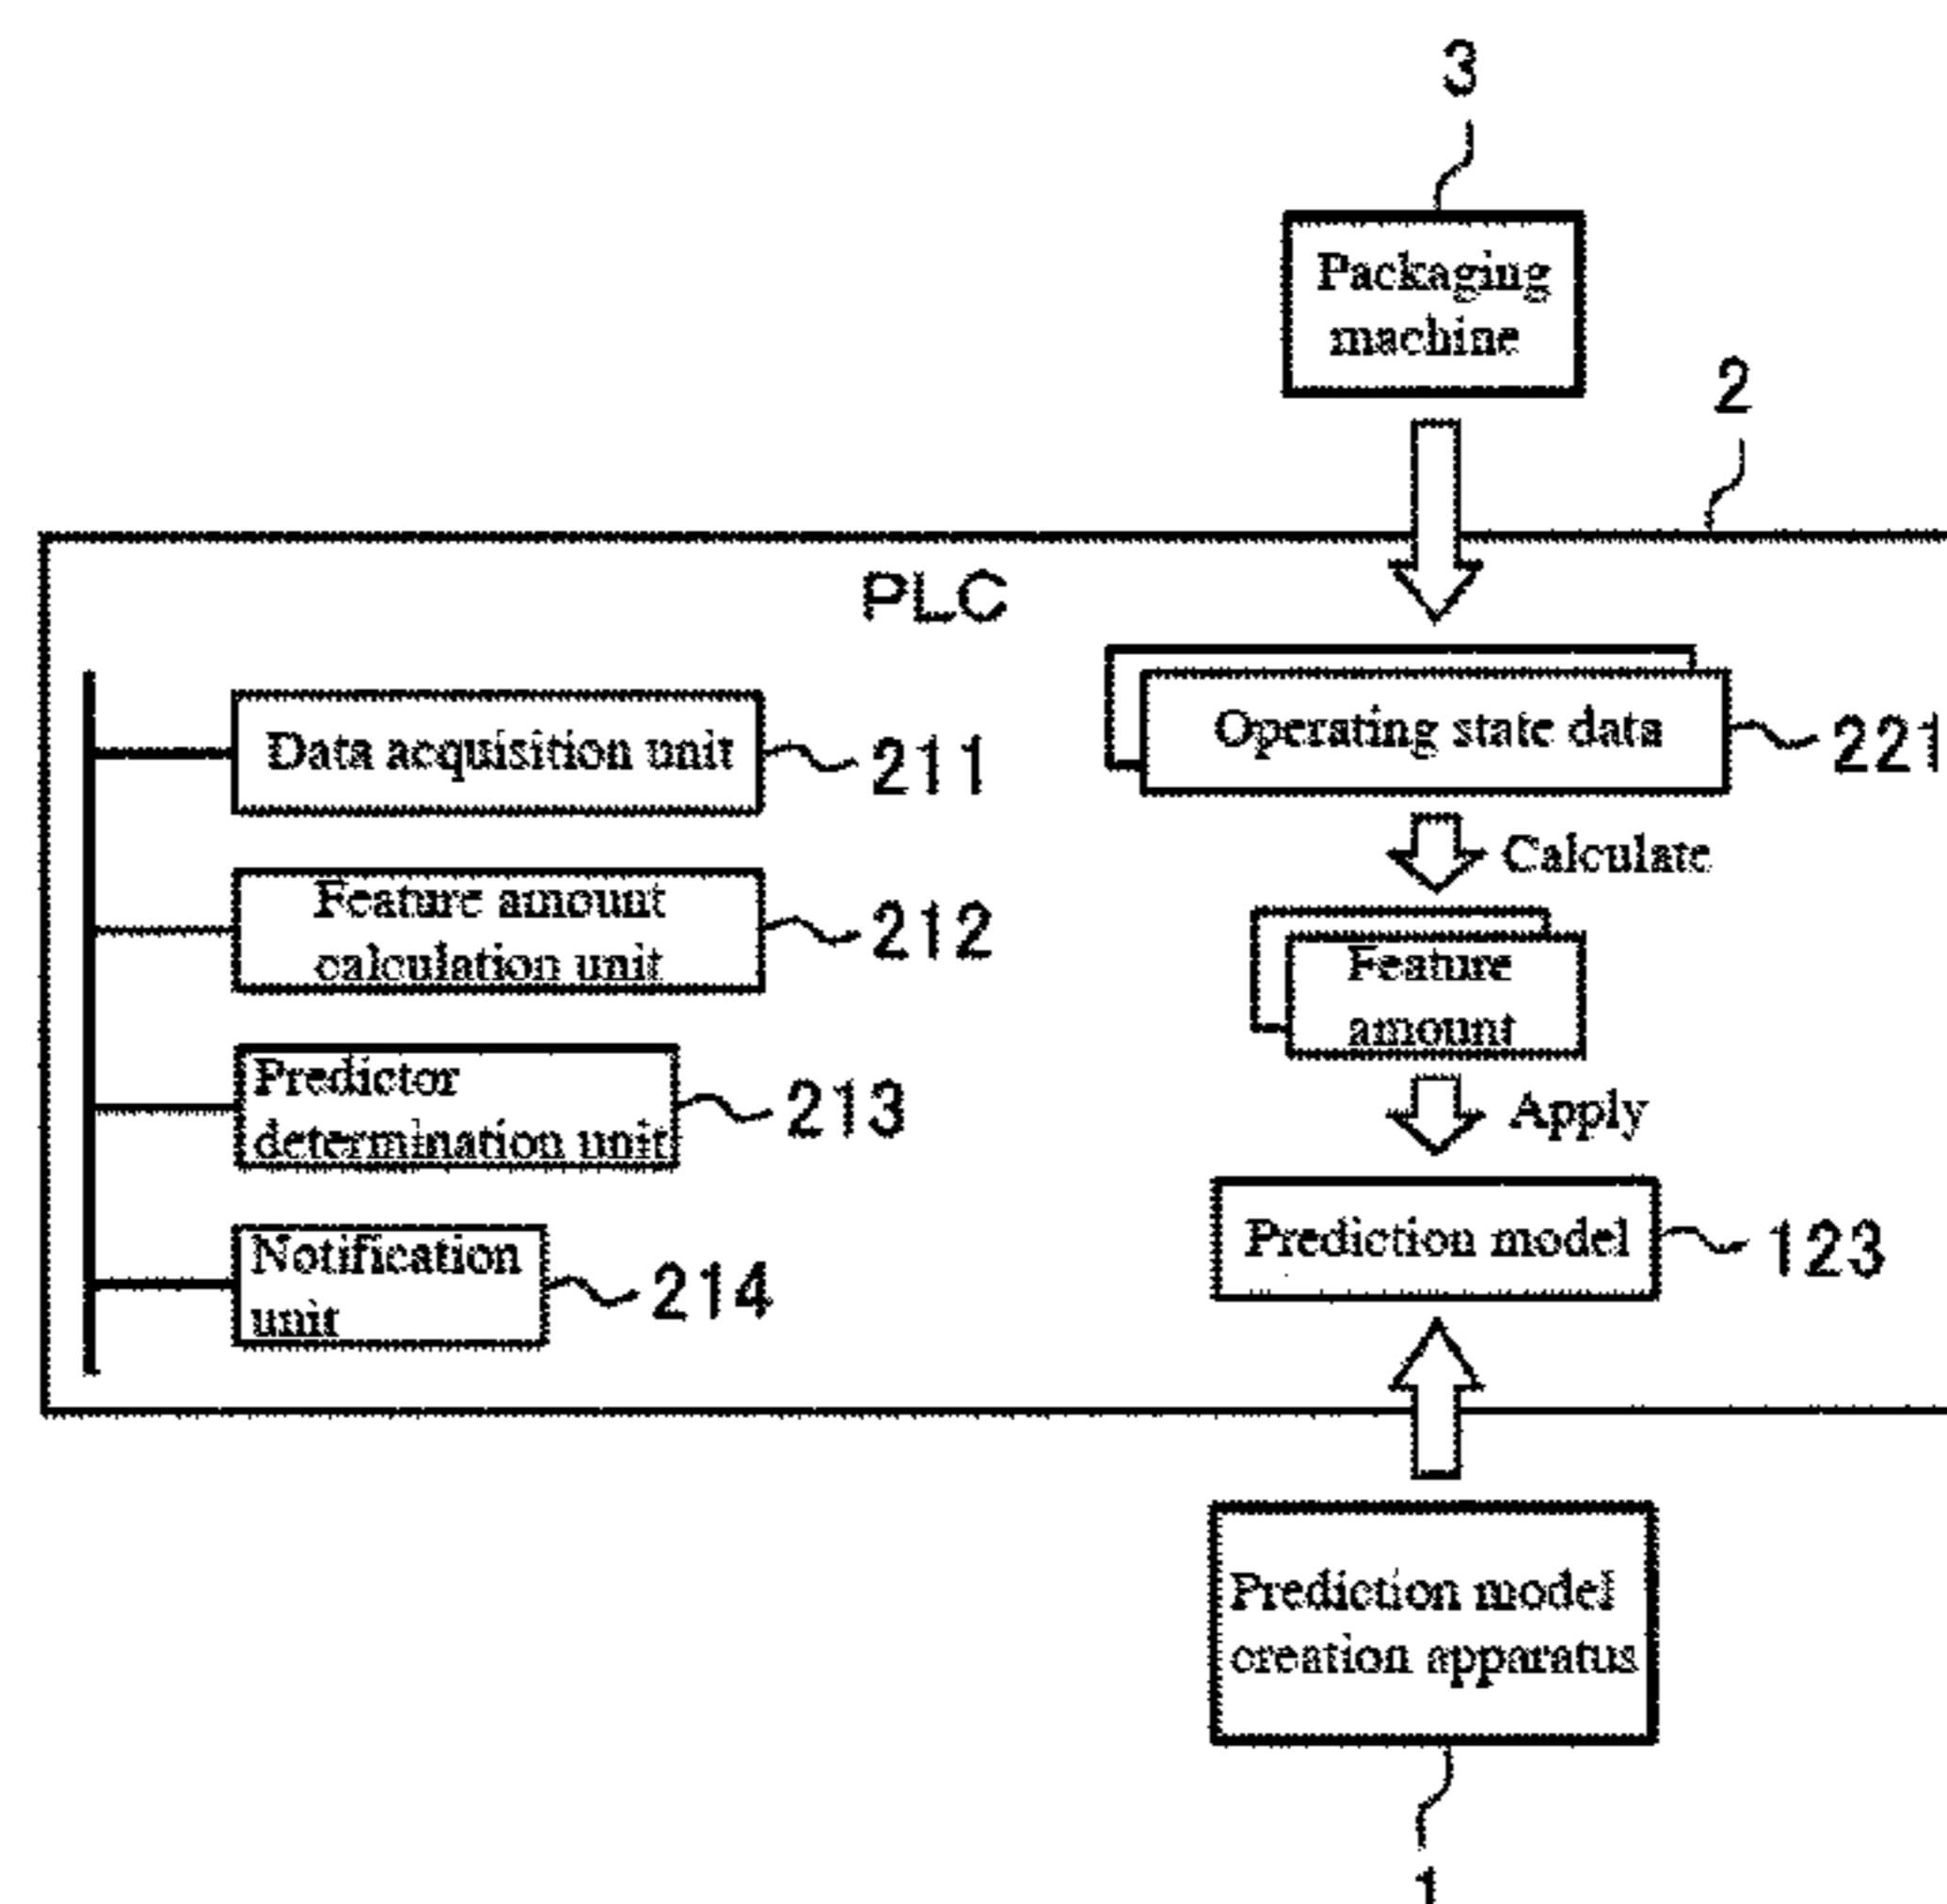 3
Packaging
machine
2
PLC
Data acquisition unit
211
Feature amount
calculation unit
212
Predictor
determination unit
213
Notification
unit
214
Operating state data
221
Calculate
Feature
amount
Apply
Prediction model
123
Prediction model
creation apparatus
1